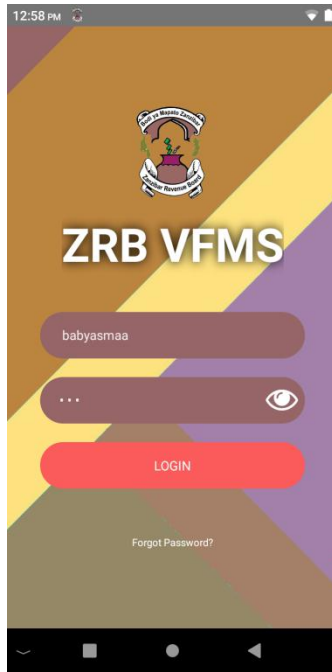 12:58 PM
Bodi ya Mapato Zanzibar
Zanzibar Revenue Board
ZRB VFMS
babyasmaa
...
LOGIN
Forgot Password?